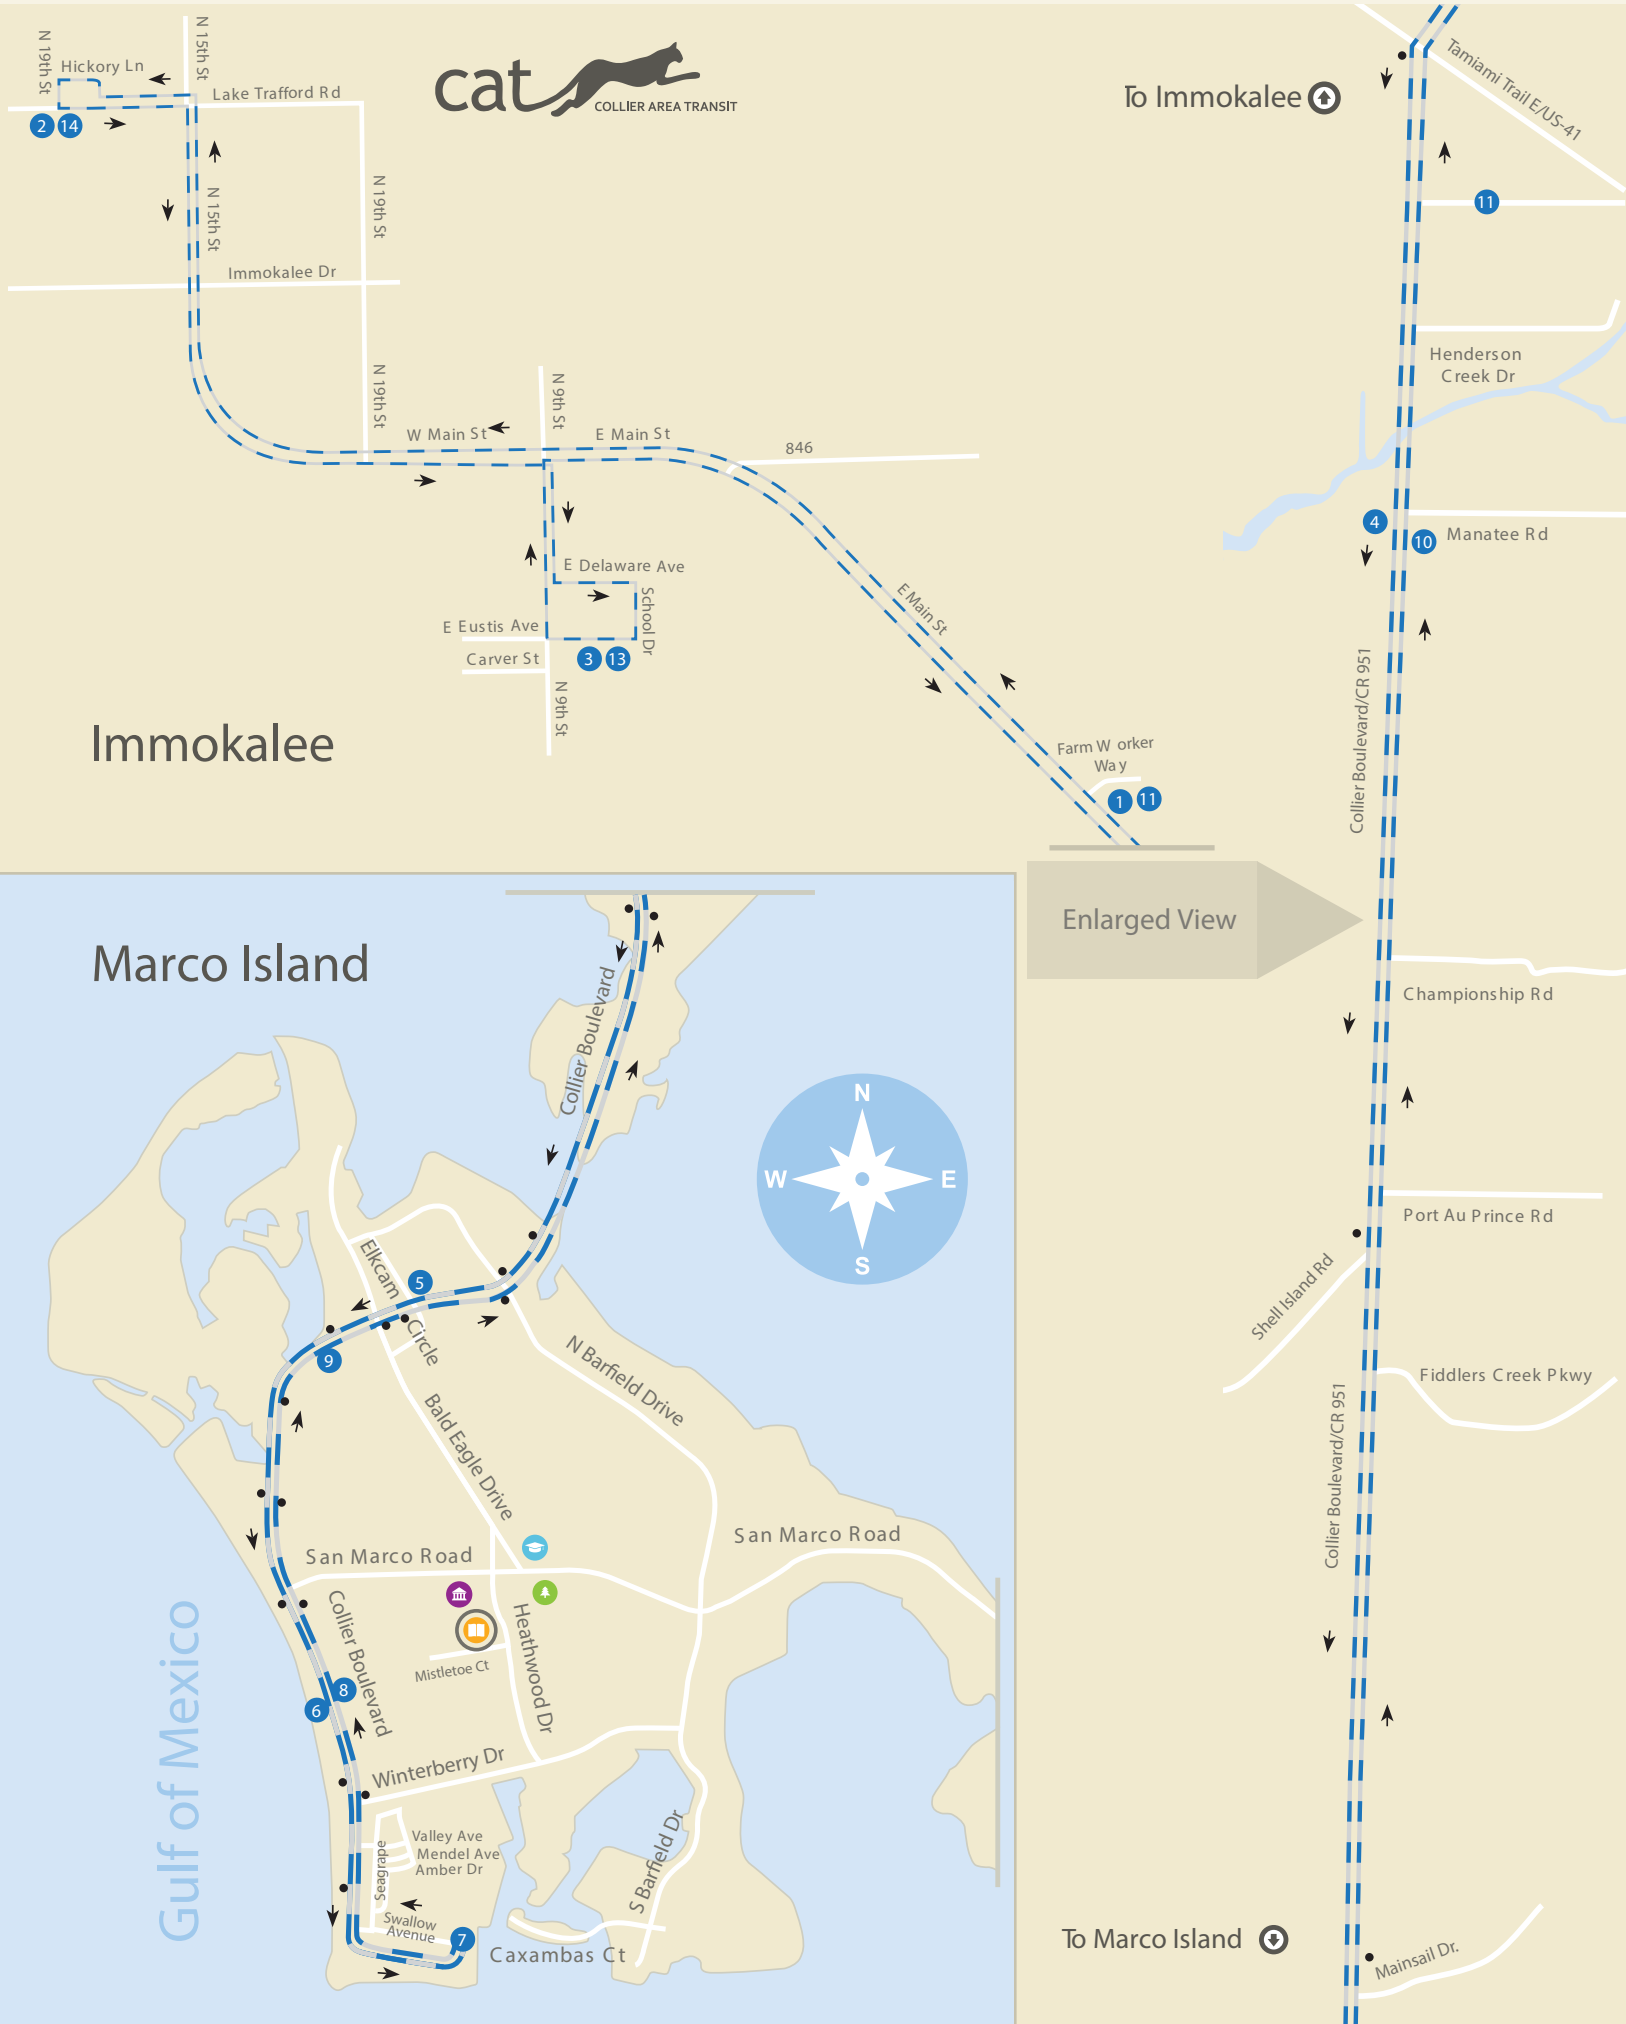 N 19th St
Hickory Ln
N 15th St
Lake Trafford Rd
2
14
N 15th St
N 19th St
Immokalee Dr
N 19th St
cat
COLLIER AREA TRANSIT
To Immokalee
Tamiami Trail E/US-41
11
Henderson
Creek Dr
W Main St
N 9th St
E Main St
846
E Delaware Ave
School Dr
E Eustis Ave
Carver St
3
13
N 9th St
E Main St
Immokalee
Farm W orker
Way
1
11
4
10
Manatee Rd
Collier Boulevard/CR 951
Enlarged View
Championship Rd
Port Au Prince Rd
Shell Island Rd
Fiddlers Creek Pkwy
Collier Boulevard/CR 951
To Marco Island
Mainsail Dr.
Marco Island
Collier Boulevard
N
W
E
S
Elkcam
Circle
5
9
N Barfield Drive
Bald Eagle Drive
San Marco Road
San Marco Road
Collier Boulevard
Heathwood Dr
Mistletoe Ct
8
6
Gulf of Mexico
Winterberry Dr
Valley Ave
Mendel Ave
Amber Dr
Seagrape
Swallow
Avenue
7
Caxambas Ct
S Barfield Dr